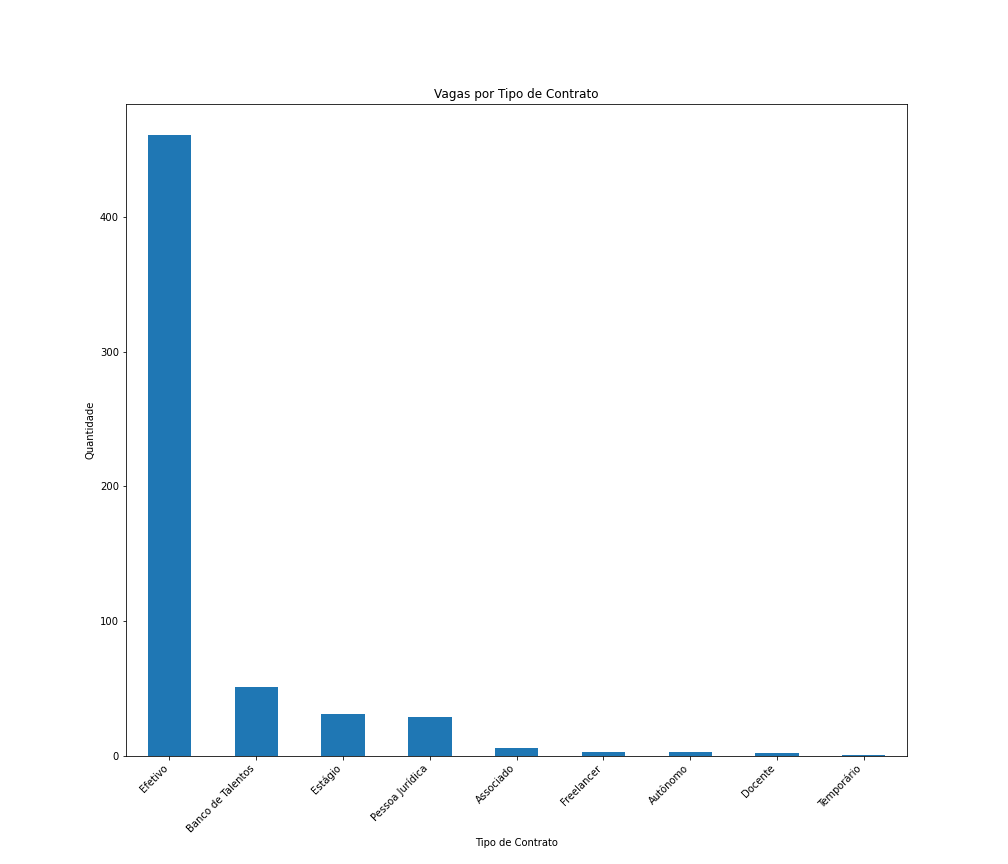 Vagas por Tipo de Contrato
Quantidade
400
300
200
100
0
Efetivo
Banco de Talentos
Estágio
Pessoa Jurídica
Associado
Freelancer
Autônomo
Docente
Temporário
Tipo de Contrato